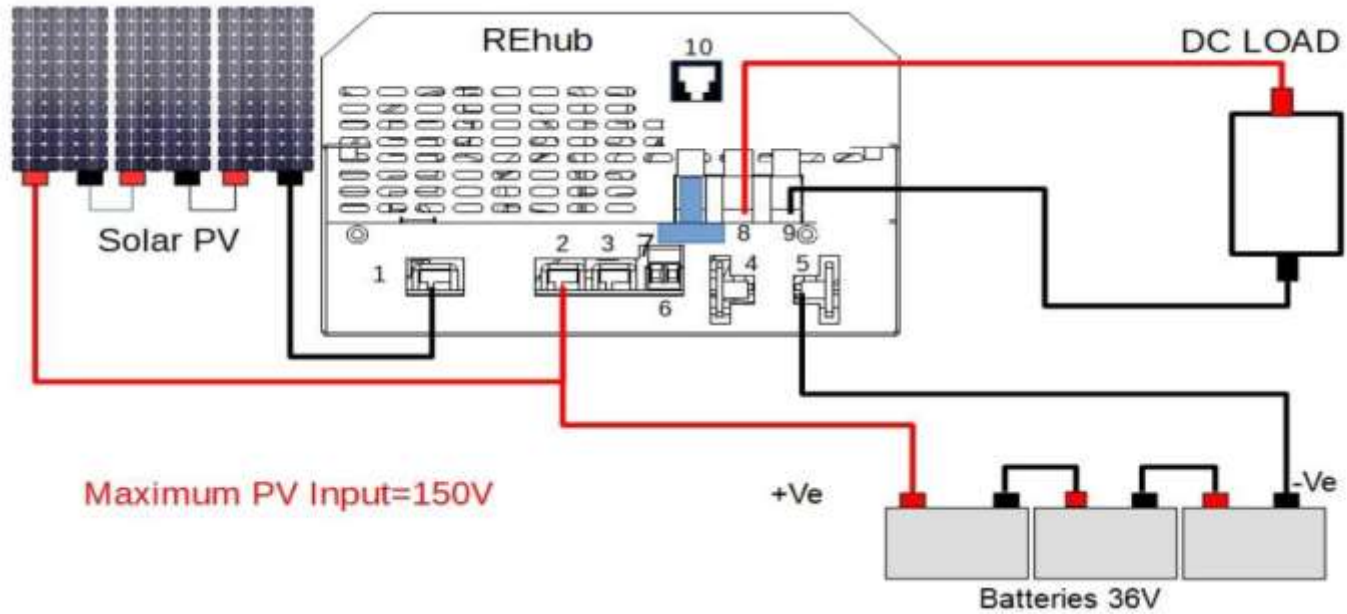 REhub
10
DC LOAD
Solar PV
1
2
3
7
8
9
4
5
6
Maximum PV Input=150V
+Ve
-Ve
Batteries 36V